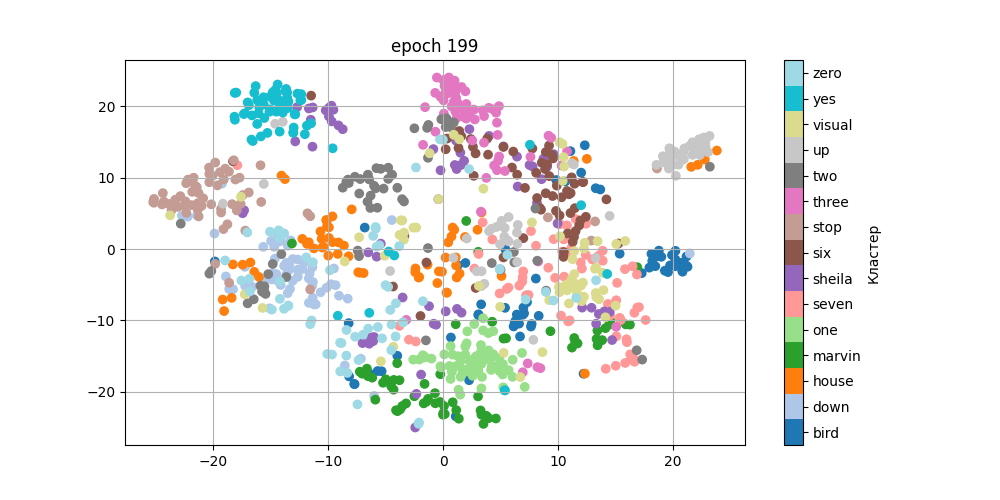 epoch 199
20
10
0
−10
−20
−20
−10
0
10
20
zero
yes
visual
up
two
three
stop
six
sheila
seven
one
marvin
house
down
bird
Кластер